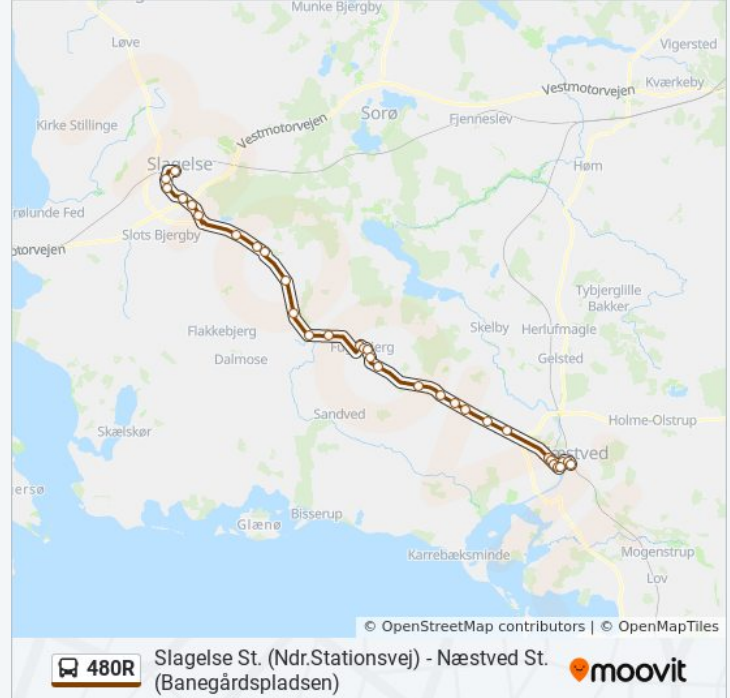 Munke Bjergby
Løve
Vigersted
Kværkeby
Vestmotorvejen
Sorø
Fjenneslev
Kirke Stillinge
Vestmotorvejen
Slagelse
Høm
rølunde Fed
Slots Bjergby
otorvejen
Tybjerglille
Bakker
Skelby
Herlufmagle
Flakkebjerg
Dalmose
Gelsted
Sandved
Holme-Olstrup
Skælskør
æstved
ersø
Bisserup
Glænø
Karrebæksminde
Mogenstrup
Lov
© OpenStreetMap contributors | © OpenMapTiles
480R
Slagelse St. (Ndr.Stationsvej) - Næstved St.
(Banegårdspladsen)
moovit